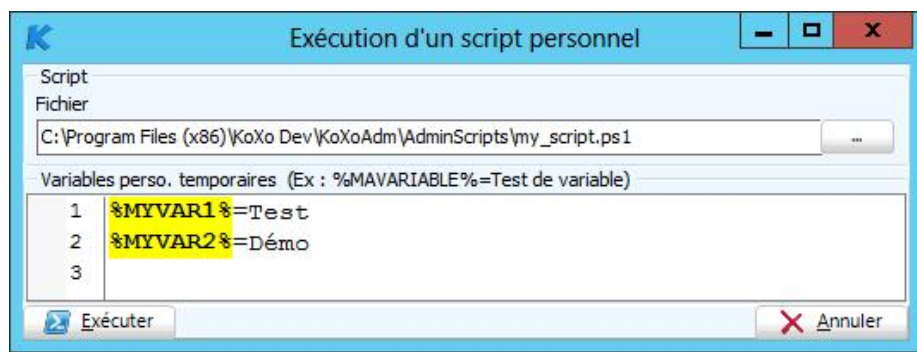 Exécution d'un script personnel
Script
Fichier
C:\Program Files (x86)\KoXo Dev\KoXoAdm\AdminScripts\my_script.ps1
...
Variables perso. temporaires (Ex : %MAVARIABLE%=Test de variable)
1 %MYVAR1%=Test
2 %MYVAR2%=Démo
3
Exécuter Annuler